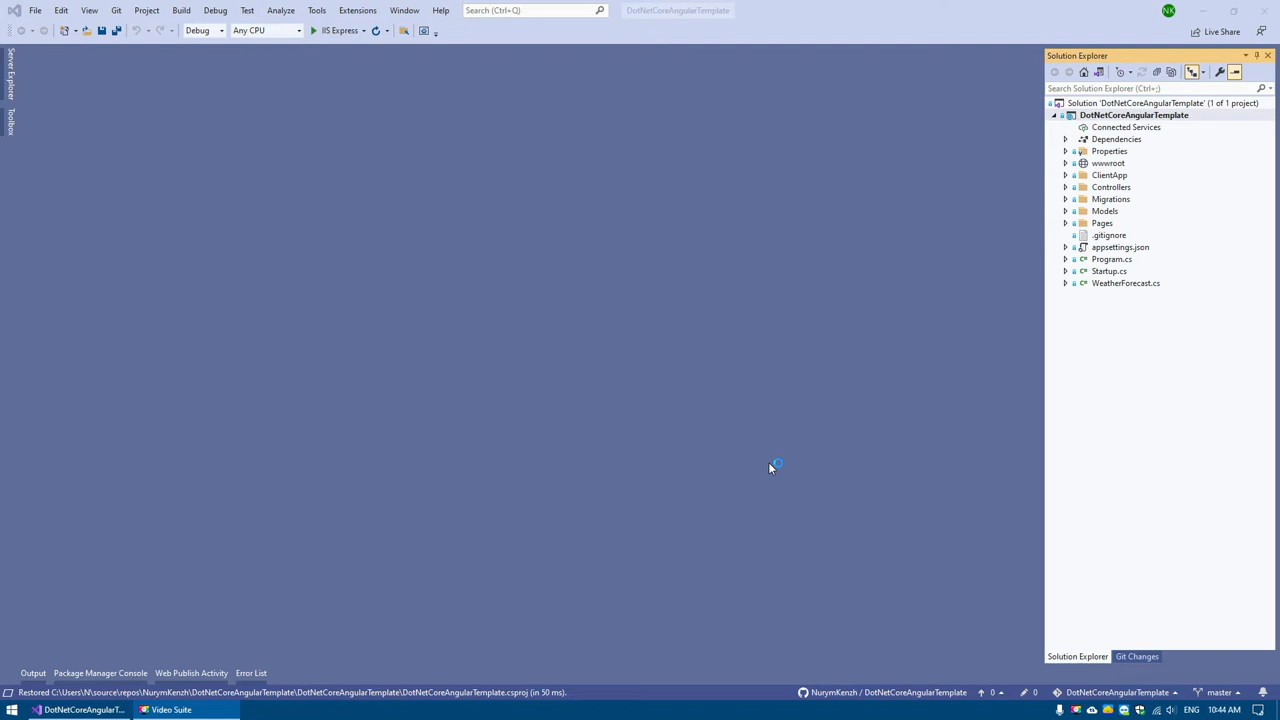 File Edit View Git Project Build Debug Test Analyze Tools Extensions Window Help Search (Ctrl+Q) DotNetCoreAngularTemplate NK
Debug Any CPU IIS Express Live Share
Server Explorer
Toolbox
Solution Explorer
Search Solution Explorer (Ctrl+;)
Solution 'DotNetCoreAngularTemplate' (1 of 1 project)
DotNetCoreAngularTemplate
Connected Services
Dependencies
Properties
wwwroot
ClientApp
Controllers
Migrations
Models
Pages
.gitignore
appsettings.json
C# Program.cs
C# Startup.cs
C# WeatherForecast.cs
Solution Explorer Git Changes
Output Package Manager Console Web Publish Activity Error List
Restored C:\Users\N\source\repos\NurymKenzh\DotNetCoreAngularTemplate\DotNetCoreAngularTemplate\DotNetCoreAngularTemplate.csproj (in 50 ms). NurymKenzh / DotNetCoreAngularTemplate 0 0 DotNetCoreAngularTemplate master
DotNetCoreAngularT... Video Suite ENG 10:44 AM